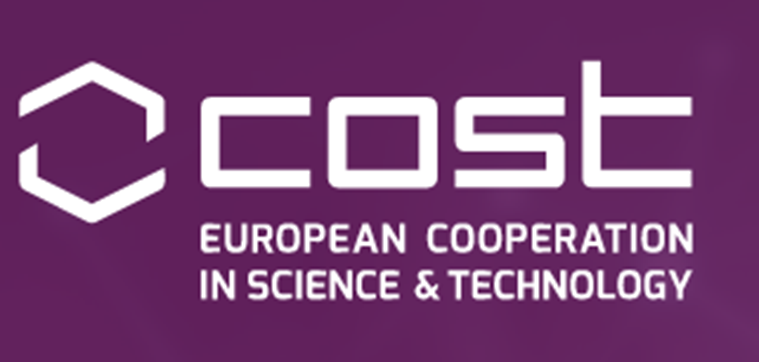 cost
EUROPEAN COOPERATION
IN SCIENCE & TECHNOLOGY